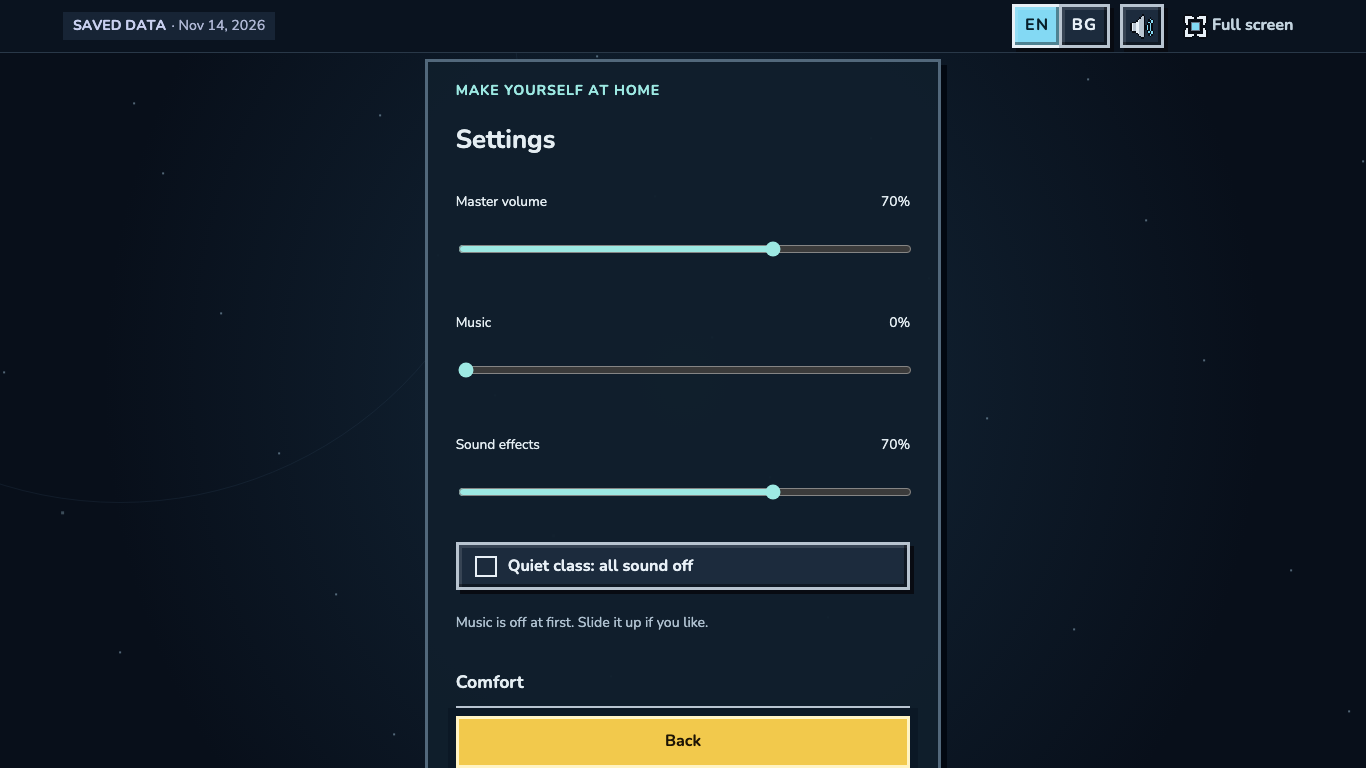 SAVED DATA · Nov 14, 2026
EN BG Full screen
MAKE YOURSELF AT HOME
Settings
Master volume 70%
Music 0%
Sound effects 70%
Quiet class: all sound off
Music is off at first. Slide it up if you like.
Comfort
Back